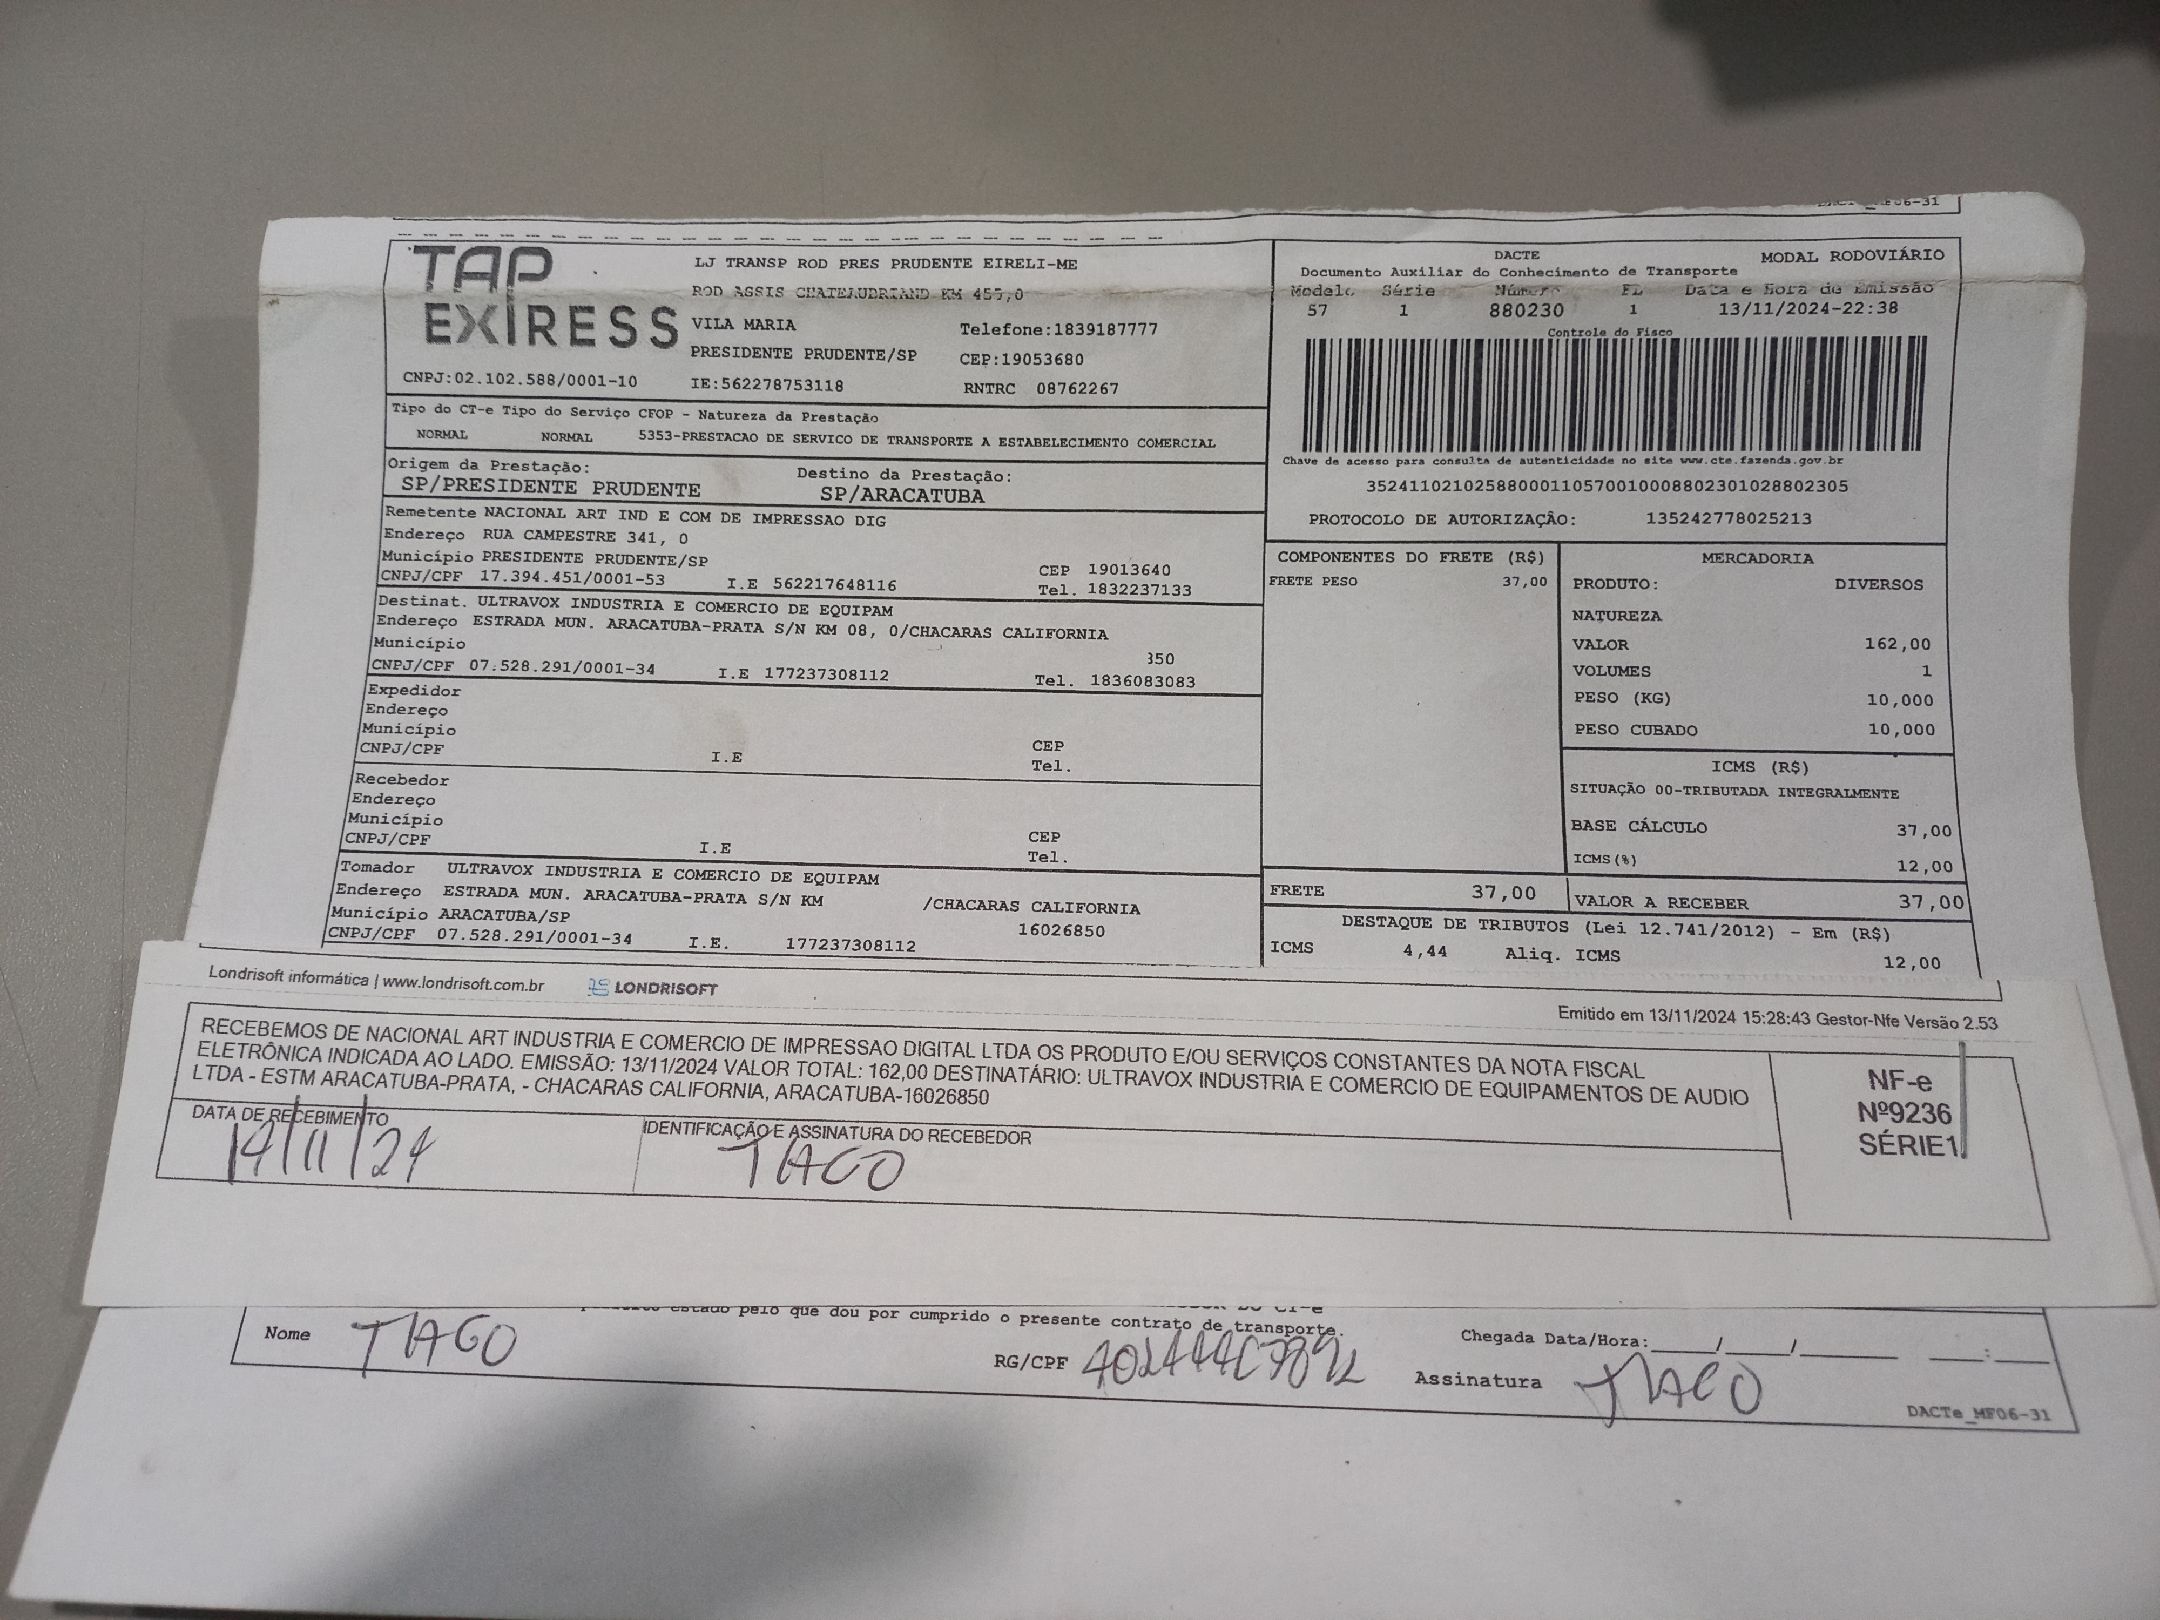 TAP
EXIRESS
CNPJ:02.102.588/0001-10
LJ TRANSP ROD PRES PRUDENTE EIRELI-ME
ROD ASSIS CHATEAUBRIAND KM 455,0
VILA MARIA Telefone:1839187777
PRESIDENTE PRUDENTE/SP CEP:19053680
IE:562278753118 RNTRC 08762267
DACTE MODAL RODOVIÁRIO
Documento Auxiliar do Conhecimento de Transporte
Modelo Série Número FL Data e Hora de Emissão
57 1 880230 1 13/11/2024-22:38
Controle do Fisco
Chave de acesso para consulta de autenticidade no site www.cte.fazenda.gov.br
35241102102588000110570010008802301028802305
PROTOCOLO DE AUTORIZAÇÃO: 135242778025213
Tipo do CT-e Tipo do Serviço CFOP - Natureza da Prestação
NORMAL NORMAL 5353-PRESTACAO DE SERVICO DE TRANSPORTE A ESTABELECIMENTO COMERCIAL
Origem da Prestação: Destino da Prestação:
SP/PRESIDENTE PRUDENTE SP/ARACATUBA
Remetente NACIONAL ART IND E COM DE IMPRESSAO DIG
Endereço RUA CAMPESTRE 341, 0
Município PRESIDENTE PRUDENTE/SP CEP 19013640
CNPJ/CPF 17.394.451/0001-53 I.E 562217648116 Tel. 1832237133
Destinat. ULTRAVOX INDUSTRIA E COMERCIO DE EQUIPAM
Endereço ESTRADA MUN. ARACATUBA-PRATA S/N KM 08, 0/CHACARAS CALIFORNIA
Município 350
CNPJ/CPF 07.528.291/0001-34 I.E 177237308112 Tel. 1836083083
Expedidor
Endereço
Município CEP
CNPJ/CPF I.E Tel.
Recebedor
Endereço
Município CEP
CNPJ/CPF I.E Tel.
Tomador ULTRAVOX INDUSTRIA E COMERCIO DE EQUIPAM
Endereço ESTRADA MUN. ARACATUBA-PRATA S/N KM /CHACARAS CALIFORNIA
Município ARACATUBA/SP 16026850
CNPJ/CPF 07.528.291/0001-34 I.E. 177237308112
COMPONENTES DO FRETE (R$)
FRETE PESO 37,00
MERCADORIA
PRODUTO: DIVERSOS
NATUREZA
VALOR 162,00
VOLUMES 1
PESO (KG) 10,000
PESO CUBADO 10,000
ICMS (R$)
SITUAÇÃO 00-TRIBUTADA INTEGRALMENTE
BASE CÁLCULO 37,00
ICMS(%) 12,00
FRETE 37,00 VALOR A RECEBER 37,00
DESTAQUE DE TRIBUTOS (Lei 12.741/2012) - Em (R$)
ICMS 4,44 Aliq. ICMS 12,00
Londrisoft informática | www.londrisoft.com.br LONDRISOFT
Emitido em 13/11/2024 15:28:43 Gestor-Nfe Versão 2.53
RECEBEMOS DE NACIONAL ART INDUSTRIA E COMERCIO DE IMPRESSAO DIGITAL LTDA OS PRODUTO E/OU SERVIÇOS CONSTANTES DA NOTA FISCAL
ELETRÔNICA INDICADA AO LADO. EMISSÃO: 13/11/2024 VALOR TOTAL: 162,00 DESTINATÁRIO: ULTRAVOX INDUSTRIA E COMERCIO DE EQUIPAMENTOS DE AUDIO
LTDA - ESTM ARACATUBA-PRATA, - CHACARAS CALIFORNIA, ARACATUBA-16026850
NF-e
Nº9236
SÉRIE1
DATA DE RECEBIMENTO IDENTIFICAÇÃO E ASSINATURA DO RECEBEDOR
14/11/24 TIAGO
estado pelo que dou por cumprido o presente contrato de transporte.
Nome TIAGO RG/CPF Chegada Data/Hora:_____/_____/_______ ____:____
Assinatura TIAGO
DACTe_MF06-31